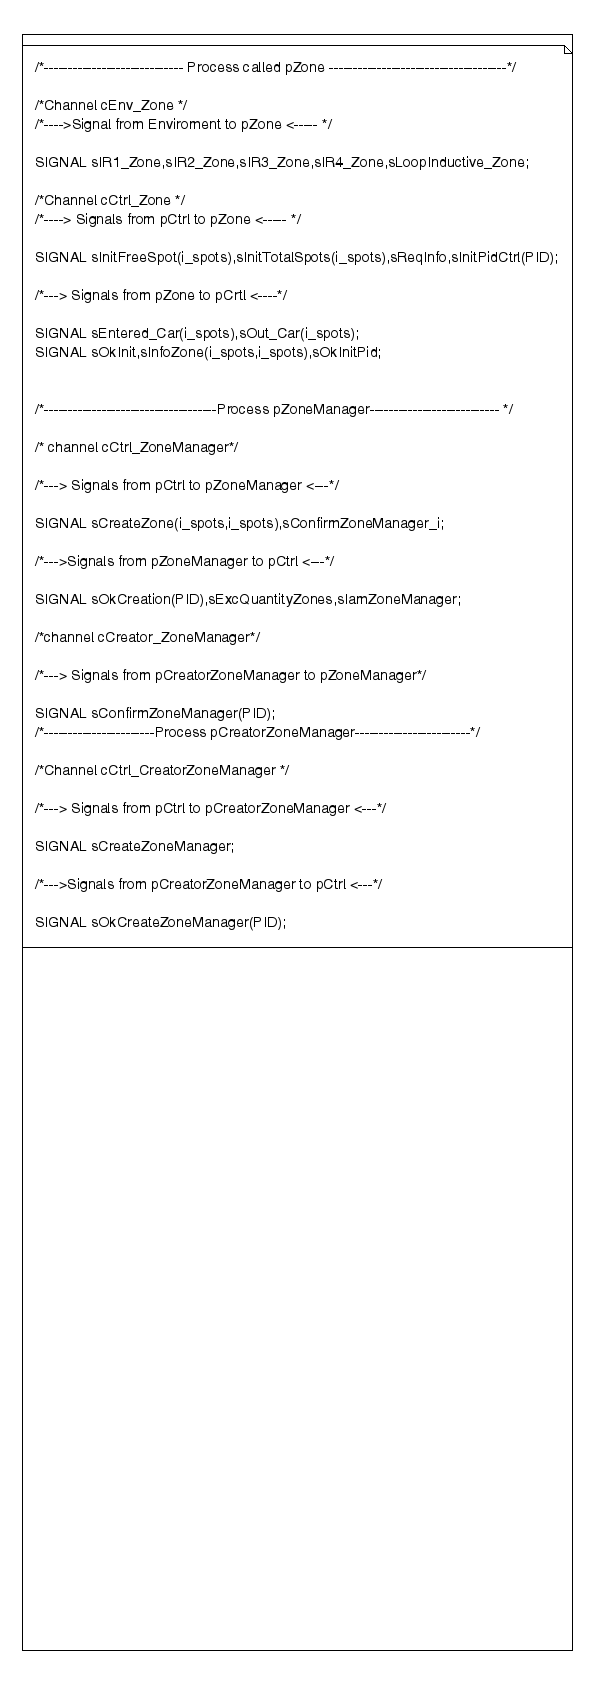 /*----------------------------- Process called pZone -------------------------------------*/
/*Channel cEnv_Zone */
/*---->Signal from Enviroment to pZone <----- */
SIGNAL sIR1_Zone,sIR2_Zone,sIR3_Zone,sIR4_Zone,sLoopInductive_Zone;
/*Channel cCtrl_Zone */
/*----> Signals from pCtrl to pZone <----- */
SIGNAL sInitFreeSpot(i_spots),sInitTotalSpots(i_spots),sReqInfo,sInitPidCtrl(PID);
/*---> Signals from pZone to pCrtl <----*/
SIGNAL sEntered_Car(i_spots),sOut_Car(i_spots);
SIGNAL sOkInit,sInfoZone(i_spots,i_spots),sOkInitPid;
/*------------------------------------Process pZoneManager--------------------------- */
/* channel cCtrl_ZoneManager*/
/*---> Signals from pCtrl to pZoneManager <---*/
SIGNAL sCreateZone(i_spots,i_spots),sConfirmZoneManager_i;
/*--->Signals from pZoneManager to pCtrl <---*/
SIGNAL sOkCreation(PID),sExcQuantityZones,sIamZoneManager;
/*channel cCreator_ZoneManager*/
/*---> Signals from pCreatorZoneManager to pZoneManager*/
SIGNAL sConfirmZoneManager(PID);
/*-----------------------Process pCreatorZoneManager------------------------*/
/*Channel cCtrl_CreatorZoneManager */
/*---> Signals from pCtrl to pCreatorZoneManager <---*/
SIGNAL sCreateZoneManager;
/*--->Signals from pCreatorZoneManager to pCtrl <---*/
SIGNAL sOkCreateZoneManager(PID);